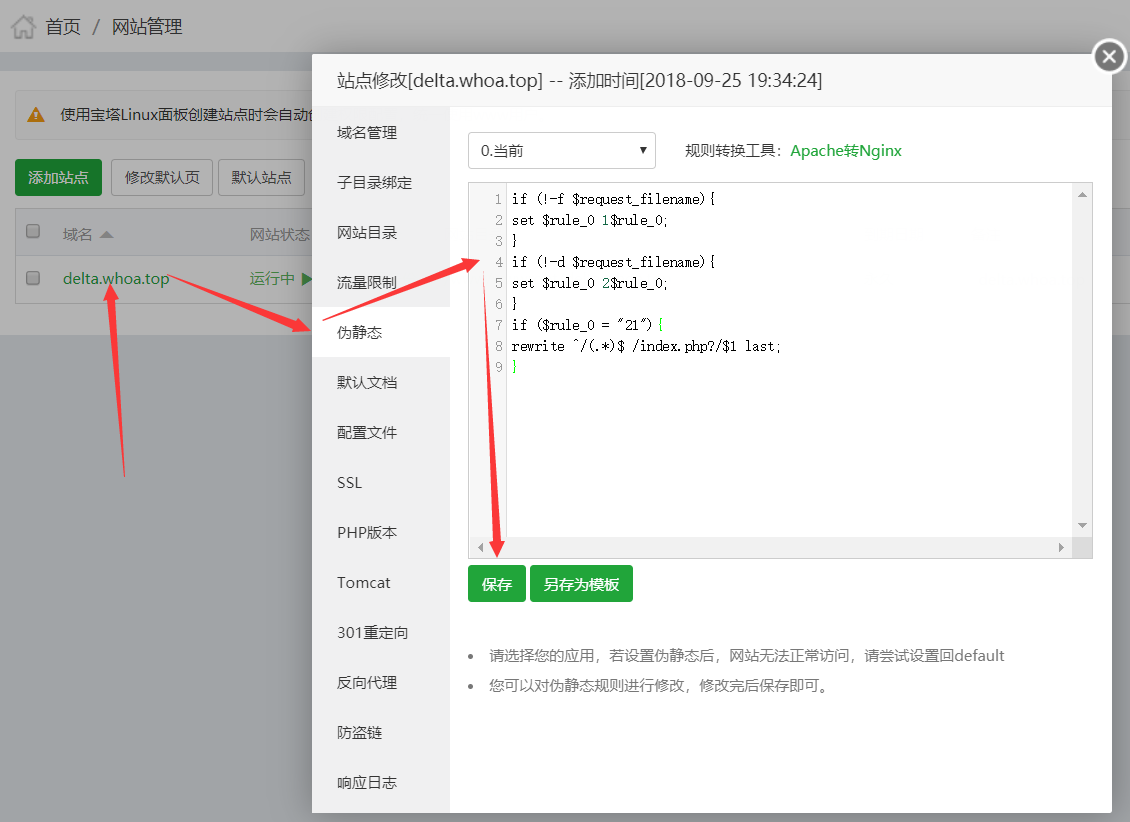 首页 / 网站管理
站点修改[delta.whoa.top] -- 添加时间[2018-09-25 19:34:24]
使用宝塔Linux面板创建站点时会自动
添加站点 修改默认页 默认站点
域名 网站状态
delta.whoa.top 运行中
域名管理
子目录绑定
网站目录
流量限制
伪静态
默认文档
配置文件
SSL
PHP版本
Tomcat
301重定向
反向代理
防盗链
响应日志
0.当前 规则转换工具：Apache转Nginx
1 if (!-f $request_filename){
2 set $rule_0 1$rule_0;
3 }
4 if (!-d $request_filename){
5 set $rule_0 2$rule_0;
6 }
7 if ($rule_0 = "21"){
8 rewrite ^/(.*)$ /index.php?/$1 last;
9 }
保存 另存为模板
请选择您的应用，若设置伪静态后，网站无法正常访问，请尝试设置回default
您可以对伪静态规则进行修改，修改完后保存即可。